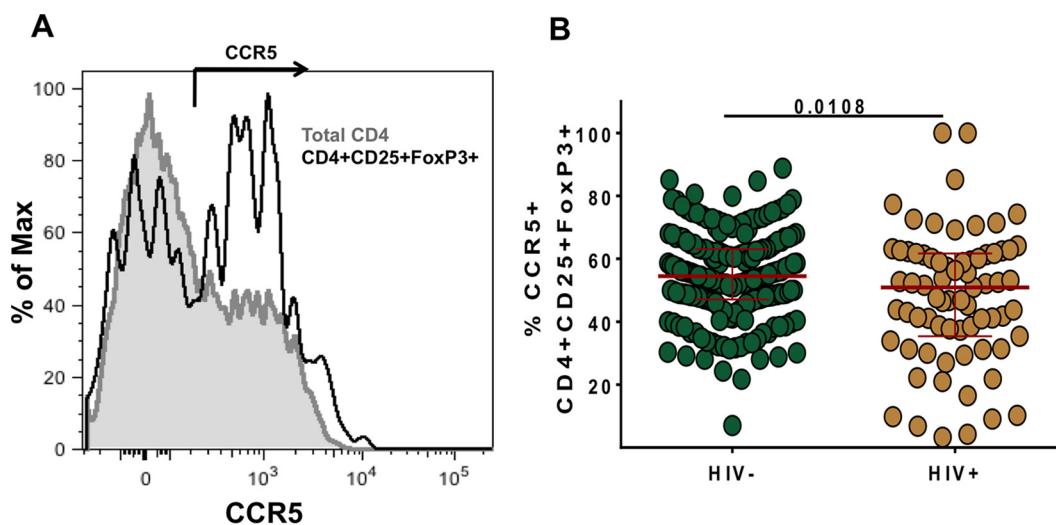 A
CCR5
% of Max
100
80
60
40
20
0
Total CD4
CD4+CD25+FoxP3+
0
10³
10⁴
10⁵
CCR5
B
0.0108
% CCR5+
CD4+CD25+FoxP3+
100
80
60
40
20
HIV-
HIV+